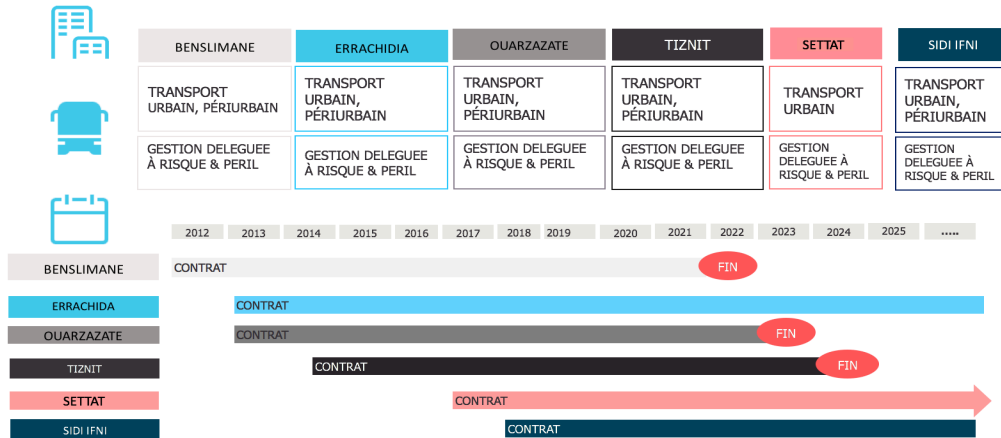 BENSLIMANE
ERRACHIDIA
OUARZAZATE
TIZNIT
SETTAT
SIDI IFNI
TRANSPORT
URBAIN, PÉRIURBAIN
TRANSPORT
URBAIN,
PÉRIURBAIN
TRANSPORT
URBAIN,
PÉRIURBAIN
TRANSPORT
URBAIN,
PÉRIURBAIN
TRANSPORT
URBAIN
TRANSPORT
URBAIN,
PÉRIURBAIN
GESTION DELEGUEE
À RISQUE & PERIL
GESTION DELEGUEE
À RISQUE & PERIL
GESTION DELEGUEE
À RISQUE & PERIL
GESTION DELEGUEE
À RISQUE & PERIL
GESTION
DELEGUEE À
RISQUE & PÉRIL
GESTION
DELEGUEE À
RISQUE & PERIL
2012 2013 2014 2015 2016 2017 2018 2019 2020 2021 2022 2023 2024 2025 .....
BENSLIMANE CONTRAT FIN
ERRACHIDA CONTRAT
OUARZAZATE CONTRAT FIN
TIZNIT CONTRAT FIN
SETTAT CONTRAT
SIDI IFNI CONTRAT